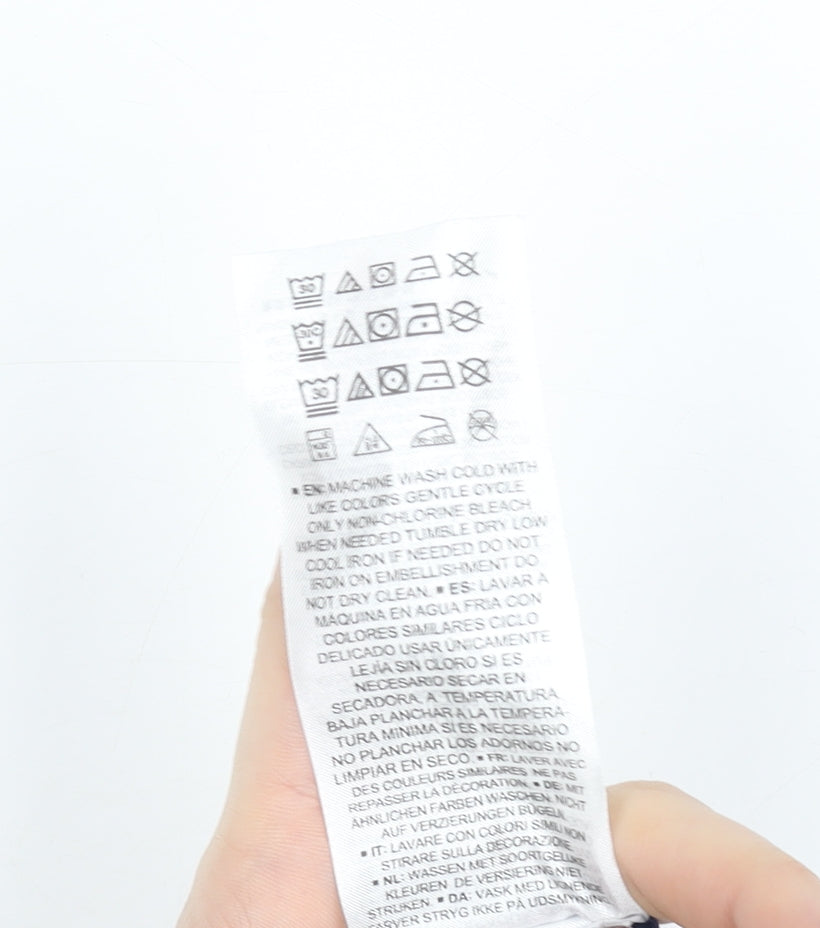 30
30
■ EN: MACHINE WASH COLD WITH
LIKE COLORS GENTLE CYCLE
ONLY NON-CHLORINE BLEACH
WHEN NEEDED TUMBLE DRY LOW
COOL IRON IF NEEDED DO NOT
IRON ON EMBELLISHMENT DO
NOT DRY CLEAN. ■ ES: LAVAR A
MAQUINA EN AGUA FRIA CON
COLORES SIMILARES CICLO
DELICADO USAR ÚNICAMENTE
LEJÍA SIN CLORO SI ES
NECESARIO SECAR EN
SECADORA, A TEMPERATURA
BAJA PLANCHAR A LA TEMPERA-
TURA MINIMA SI ES NECESARIO
NO PLANCHAR LOS ADORNOS NO
LIMPIAR EN SECO. ■ FR: LAVER AVEC
DES COULEURS SIMILAIRES NE PAS
REPASSER LA DÉCORATION. ■ DE: MIT
ÄHNLICHEN FARBEN WASCHEN. NICHT
AUF VERZIERUNGEN BÜGELN.
■ IT: LAVARE CON COLORI SIMILI NON
STIRARE SULLA DECORAZIONE.
■ NL: WASSEN MET SOORTGELIJKE
KLEUREN DE VERSIERING NIET
STRIJKEN. ■ DA: VASK MED LIGNENDE
FARVER STRYG IKKE PÅ UDSMYKNING.